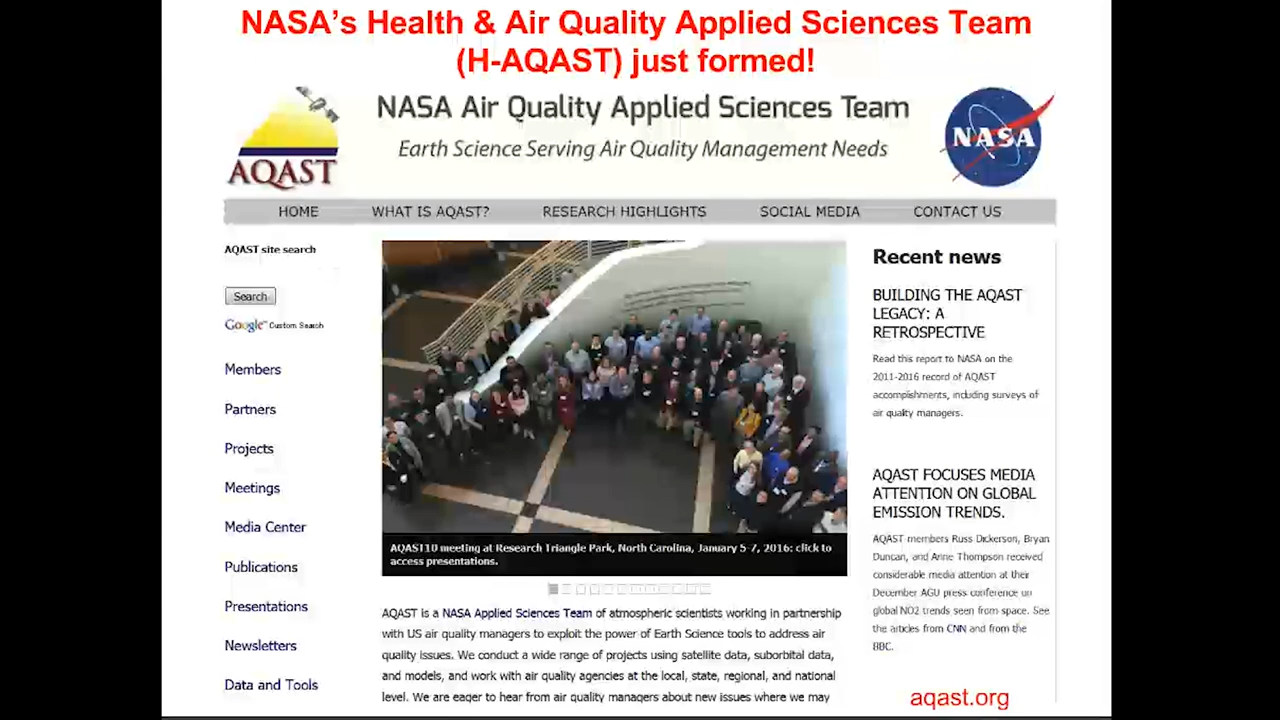 NASA’s Health & Air Quality Applied Sciences Team
(H-AQAST) just formed!
AQAST
NASA Air Quality Applied Sciences Team
Earth Science Serving Air Quality Management Needs
NASA
HOME WHAT IS AQAST? RESEARCH HIGHLIGHTS SOCIAL MEDIA CONTACT US
AQAST site search
Search
Google™ Custom Search
Members
Partners
Projects
Meetings
Media Center
Publications
Presentations
Newsletters
Data and Tools
AQAST10 meeting at Research Triangle Park, North Carolina, January 5-7, 2016: click to
access presentations.
AQAST is a NASA Applied Sciences Team of atmospheric scientists working in partnership
with US air quality managers to exploit the power of Earth Science tools to address air
quality issues. We conduct a wide range of projects using satellite data, suborbital data,
and models, and work with air quality agencies at the local, state, regional, and national
level. We are eager to hear from air quality managers about new issues where we may
Recent news
BUILDING THE AQAST
LEGACY: A
RETROSPECTIVE
Read this report to NASA on the
2011-2016 record of AQAST
accomplishments, including surveys of
air quality managers.
AQAST FOCUSES MEDIA
ATTENTION ON GLOBAL
EMISSION TRENDS.
AQAST members Russ Dickerson, Bryan
Duncan, and Anne Thompson received
considerable media attention at their
December AGU press conference on
global NO2 trends seen from space. See
the articles from CNN and from the
BBC.
aqast.org